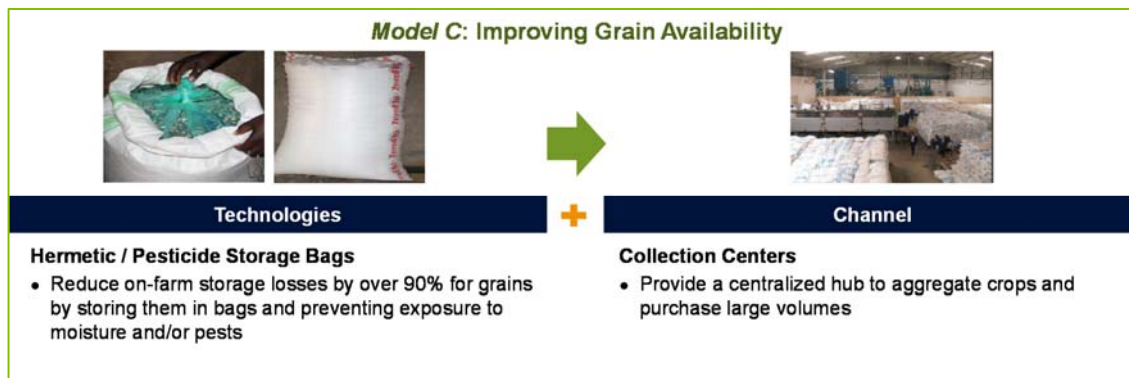 Model C: Improving Grain Availability
Technologies
Hermetic / Pesticide Storage Bags
• Reduce on-farm storage losses by over 90% for grains
by storing them in bags and preventing exposure to
moisture and/or pests
Channel
Collection Centers
• Provide a centralized hub to aggregate crops and
purchase large volumes